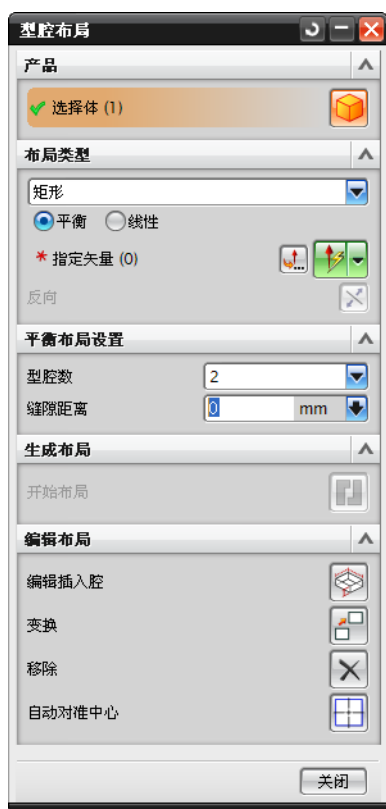 型腔布局
产品
选择体 (1)
布局类型
矩形
平衡 线性
* 指定矢量 (0)
反向
平衡布局设置
型腔数 2
缝隙距离 0 mm
生成布局
开始布局
编辑布局
编辑插入腔
变换
移除
自动对准中心
关闭